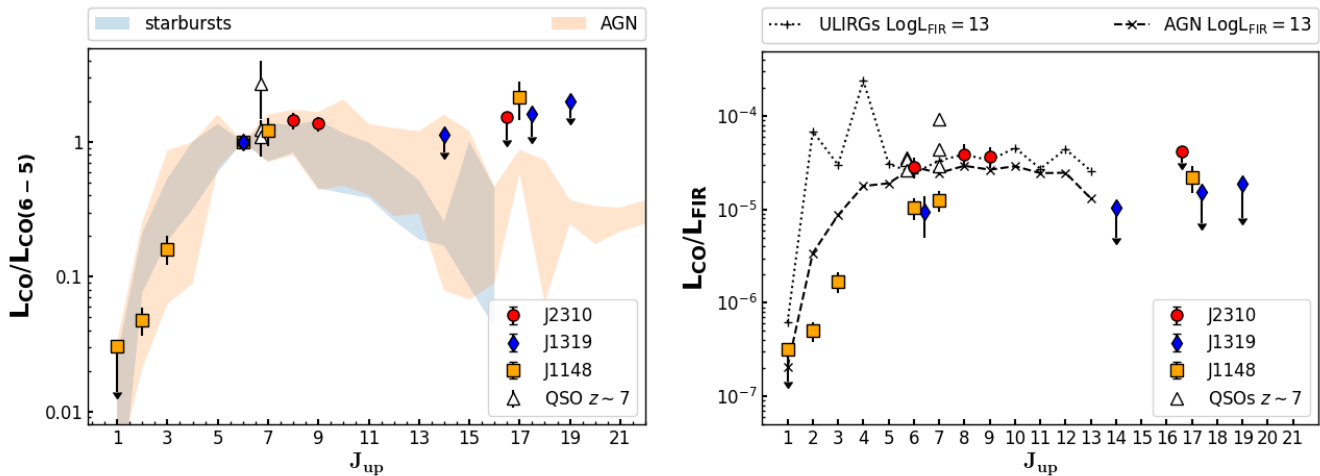 starbursts AGN
1
0.1
0.01
L_CO/L_CO(6 − 5)
1 3 5 7 9 11 13 15 17 19 21
J_up
J2310
J1319
J1148
QSO z ∼ 7
ULIRGs LogL_FIR = 13 AGN LogL_FIR = 13
10^−4
10^−5
10^−6
10^−7
L_CO/L_FIR
1 2 3 4 5 6 7 8 9 10 11 12 13 14 15 16 17 18 19 20 21
J_up
J2310
J1319
J1148
QSOs z ∼ 7